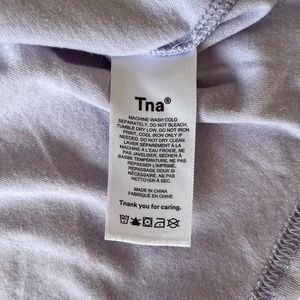 Tna®
MACHINE WASH COLD
SEPARATELY, DO NOT BLEACH,
TUMBLE DRY LOW, DO NOT IRON
PRINT, COOL IRON ONLY IF
NEEDED, DO NOT DRY CLEAN.
LAVER SÉPARÉMENT À LA
MACHINE À L'EAU FROIDE, NE
PAS JAVELISER, SÉCHER À
BASSE TEMPÉRATURE, NE PAS
REPASSER L'IMPRIMÉ,
REPASSAGE DOUX SI
NÉCESSAIRE, NE PAS
NETTOYER À SEC.
MADE IN CHINA
FABRIQUÉ EN CHINE
Tnank you for caring.